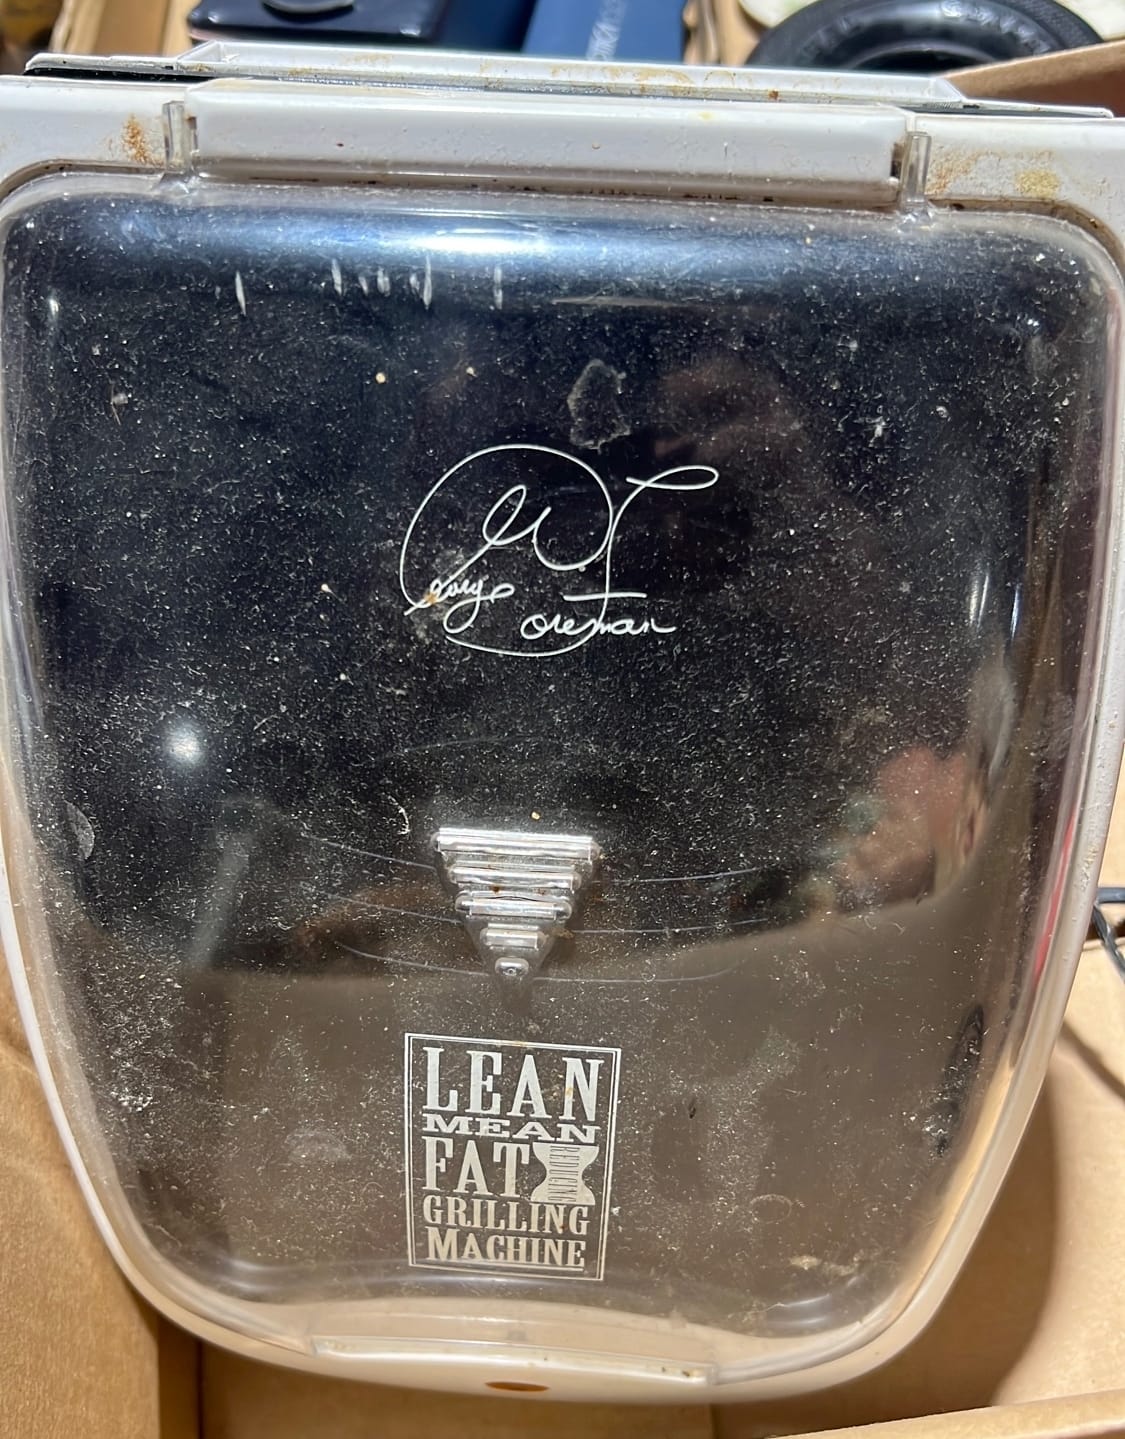 George
Foreman
LEAN
MEAN
FAT REDUCING
GRILLING
MACHINE